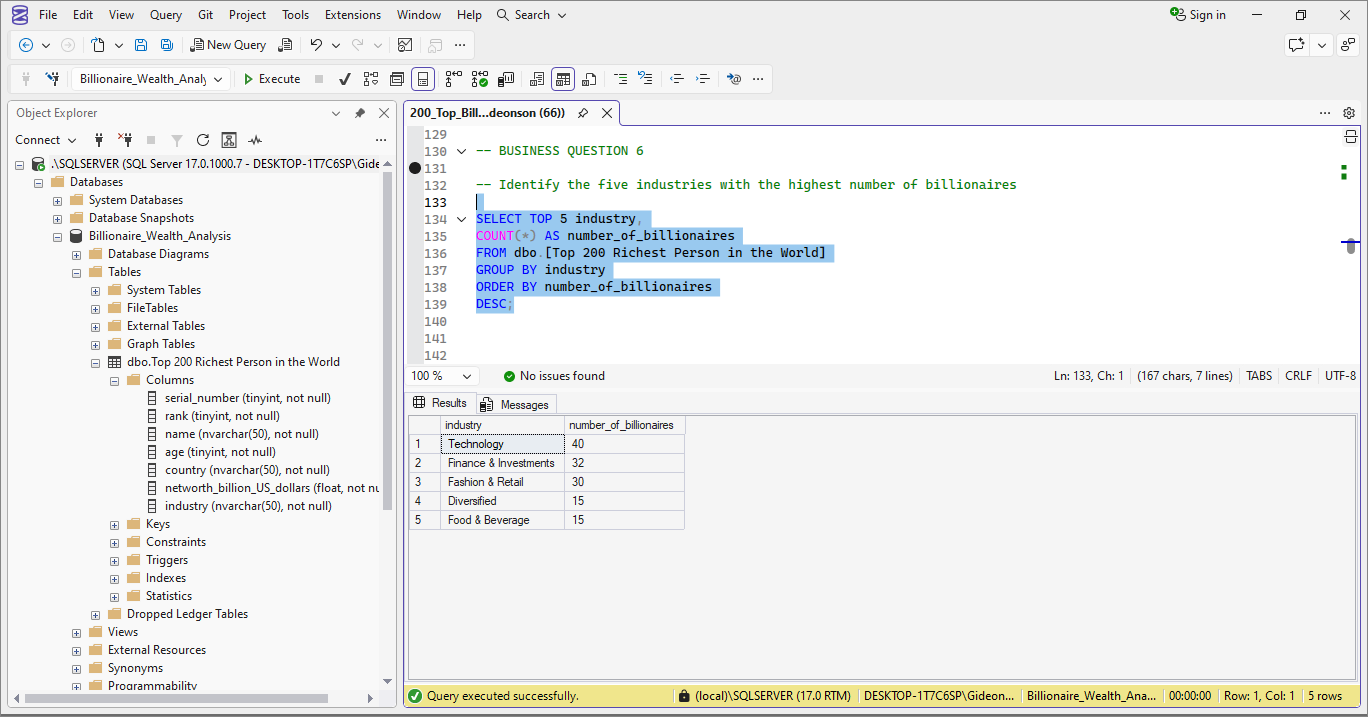 File Edit View Query Git Project Tools Extensions Window Help Search Sign in
New Query
Billionaire_Wealth_Analy Execute
Object Explorer
Connect
.\SQLSERVER (SQL Server 17.0.1000.7 - DESKTOP-1T7C6SP\Gide
Databases
System Databases
Database Snapshots
Billionaire_Wealth_Analysis
Database Diagrams
Tables
System Tables
FileTables
External Tables
Graph Tables
dbo.Top 200 Richest Person in the World
Columns
serial_number (tinyint, not null)
rank (tinyint, not null)
name (nvarchar(50), not null)
age (tinyint, not null)
country (nvarchar(50), not null)
networth_billion_US_dollars (float, not nu
industry (nvarchar(50), not null)
Keys
Constraints
Triggers
Indexes
Statistics
Dropped Ledger Tables
Views
External Resources
Synonyms
Programmability
200_Top_Bill...deonson (66))
129
130 -- BUSINESS QUESTION 6
131
132 -- Identify the five industries with the highest number of billionaires
133
134 SELECT TOP 5 industry,
135 COUNT(*) AS number_of_billionaires
136 FROM dbo.[Top 200 Richest Person in the World]
137 GROUP BY industry
138 ORDER BY number_of_billionaires
139 DESC;
140
141
142
100 % No issues found Ln: 133, Ch: 1 (167 chars, 7 lines) TABS CRLF UTF-8
Results Messages
industry number_of_billionaires
1 Technology 40
2 Finance & Investments 32
3 Fashion & Retail 30
4 Diversified 15
5 Food & Beverage 15
Query executed successfully. (local)\SQLSERVER (17.0 RTM) DESKTOP-1T7C6SP\Gideon... Billionaire_Wealth_Ana... 00:00:00 Row: 1, Col: 1 5 rows